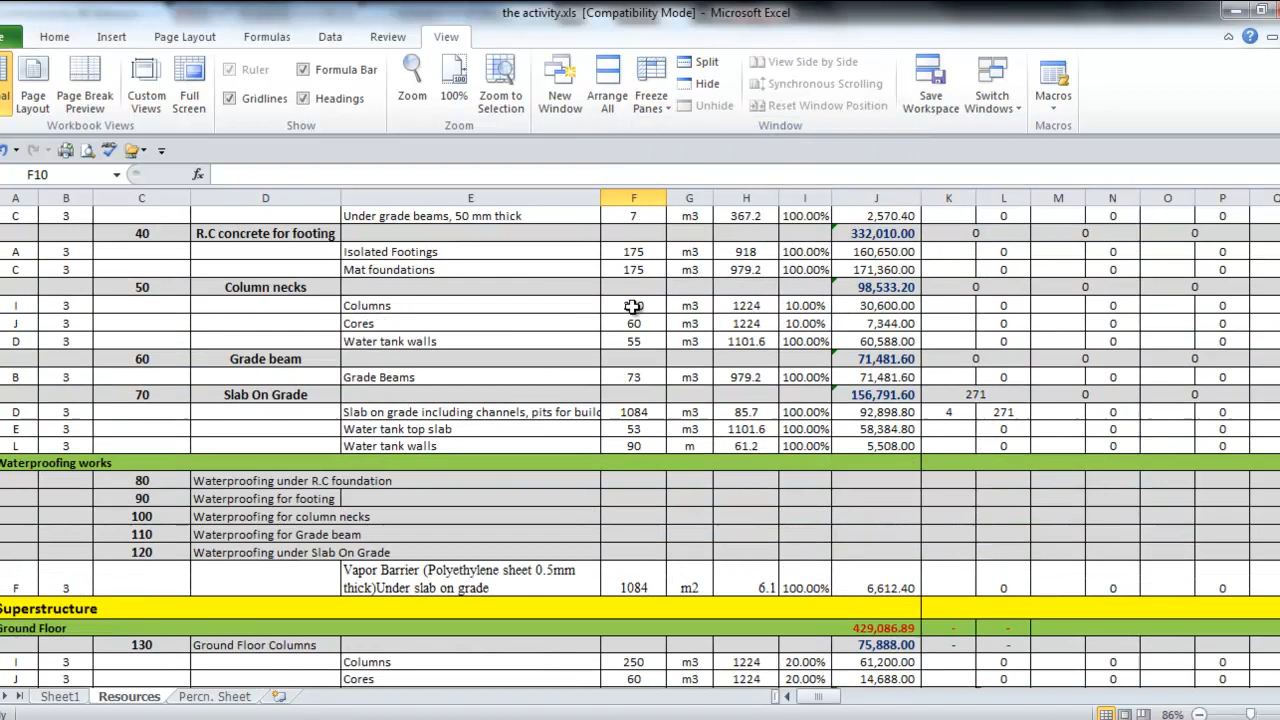 the activity.xls [Compatibility Mode] - Microsoft Excel
Home Insert Page Layout Formulas Data Review View
Ruler Formula Bar Split View Side by Side
Page Layout Page Break Preview Custom Views Full Screen Gridlines Headings Zoom 100% Zoom to Selection New Window Arrange All Freeze Panes Hide Synchronous Scrolling Save Workspace Switch Windows Macros
Unhide Reset Window Position
Workbook Views Show Zoom Window Macros
F10 fx
A B C D E F G H I J K L M N O P
C 3 Under grade beams, 50 mm thick 7 m3 367.2 100.00% 2,570.40 0 0 0
40 R.C concrete for footing 332,010.00 0 0 0
A 3 Isolated Footings 175 m3 918 100.00% 160,650.00 0 0 0
C 3 Mat foundations 175 m3 979.2 100.00% 171,360.00 0 0 0
50 Column necks 98,533.20 0 0 0
I 3 Columns m3 1224 10.00% 30,600.00 0 0 0
J 3 Cores 60 m3 1224 10.00% 7,344.00 0 0 0
D 3 Water tank walls 55 m3 1101.6 100.00% 60,588.00 0 0 0
60 Grade beam 71,481.60 0 0 0
B 3 Grade Beams 73 m3 979.2 100.00% 71,481.60 0 0 0
70 Slab On Grade 156,791.60 271 0 0
D 3 Slab on grade including channels, pits for build 1084 m3 85.7 100.00% 92,898.80 4 271 0 0
E 3 Water tank top slab 53 m3 1101.6 100.00% 58,384.80 0 0 0
L 3 Water tank walls 90 m 61.2 100.00% 5,508.00 0 0 0
Waterproofing works
80 Waterproofing under R.C foundation
90 Waterproofing for footing
100 Waterproofing for column necks
110 Waterproofing for Grade beam
120 Waterproofing under Slab On Grade
Vapor Barrier (Polyethylene sheet 0.5mm
F 3 thick)Under slab on grade 1084 m2 6.1 100.00% 6,612.40 0 0 0
Superstructure
Ground Floor 429,086.89 - -
130 Ground Floor Columns 75,888.00 - -
I 3 Columns 250 m3 1224 20.00% 61,200.00 0 0 0
J 3 Cores 60 m3 1224 20.00% 14,688.00 0 0 0
Sheet1 Resources Percn. Sheet
86%